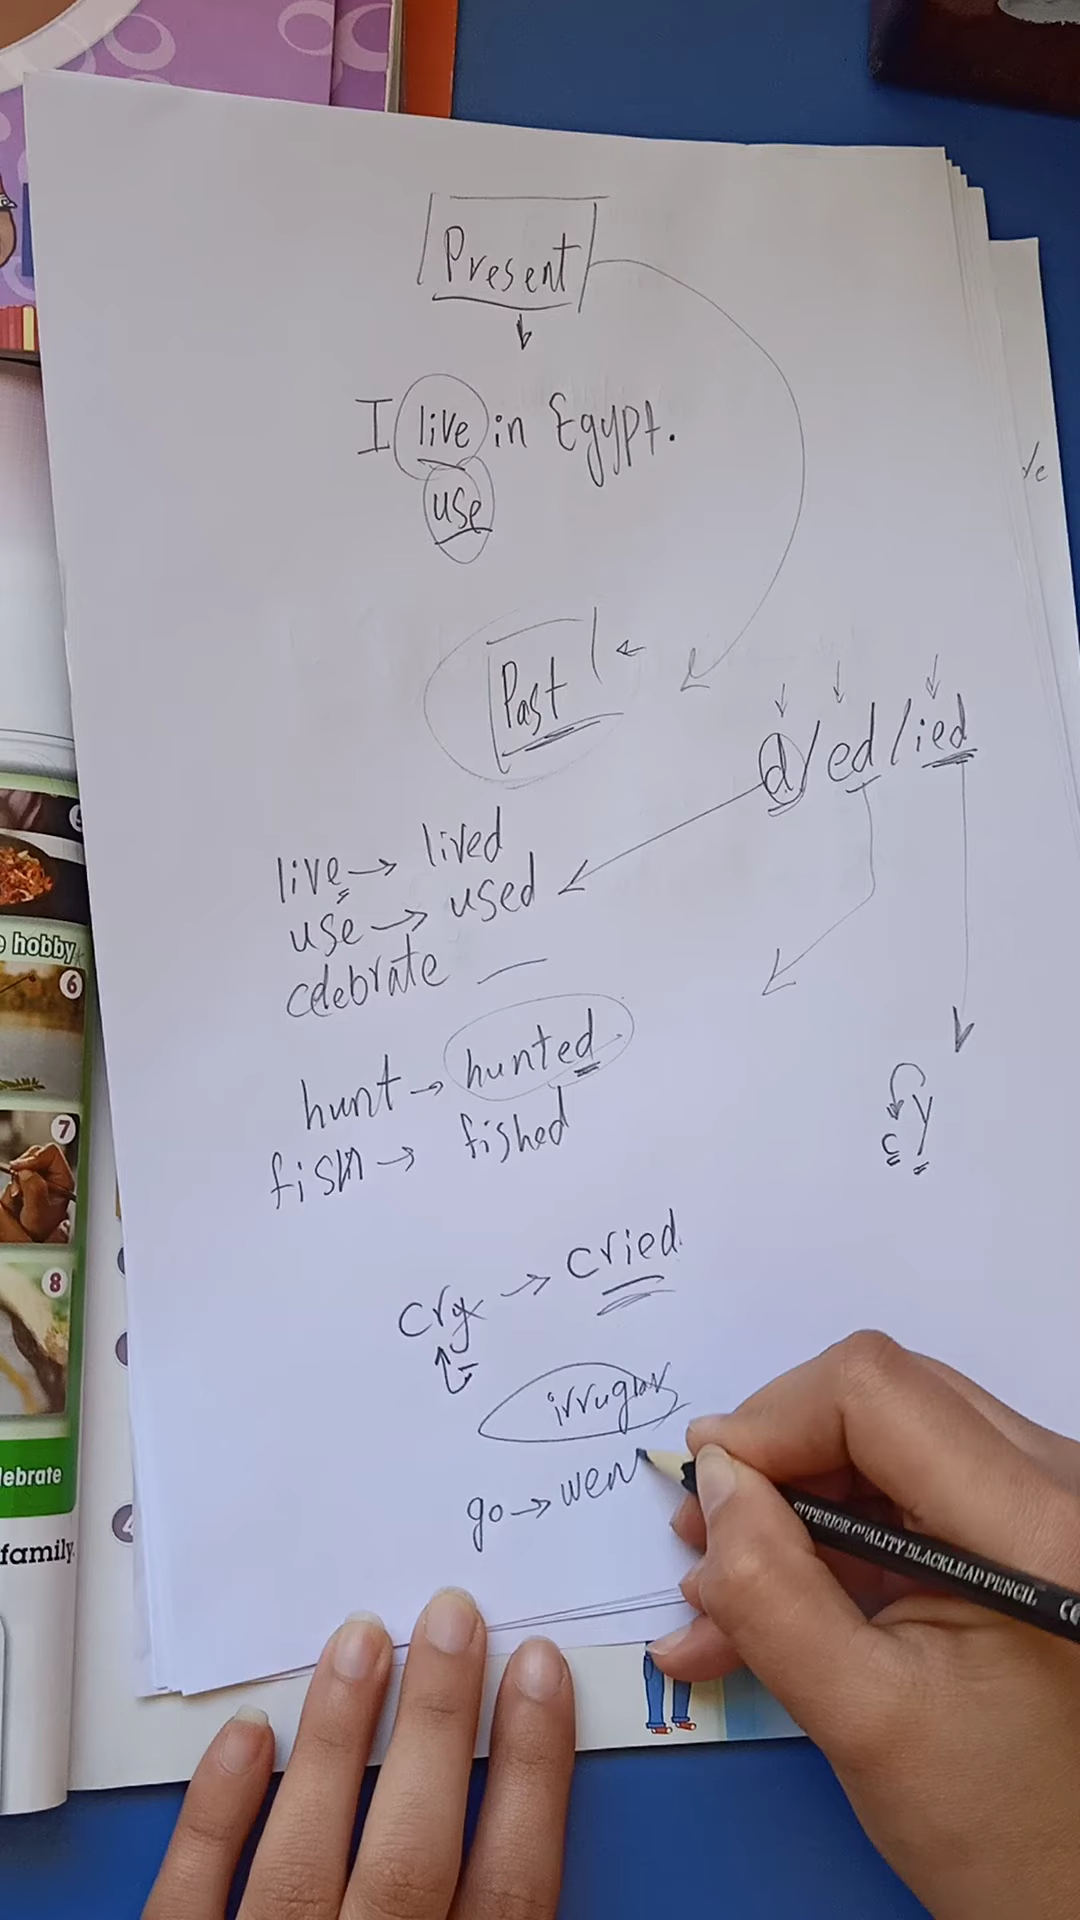 Present
I live in Egypt.
use
Past
d/ed/ied
live → lived
use → used
celebrate —
hunt → hunted
fish → fished
c y
cry → cried
irruglar
go → wen
e hobby
6
7
8
lebrate
family.
SUPERIOR QUALITY BLACKLEAD PENCIL